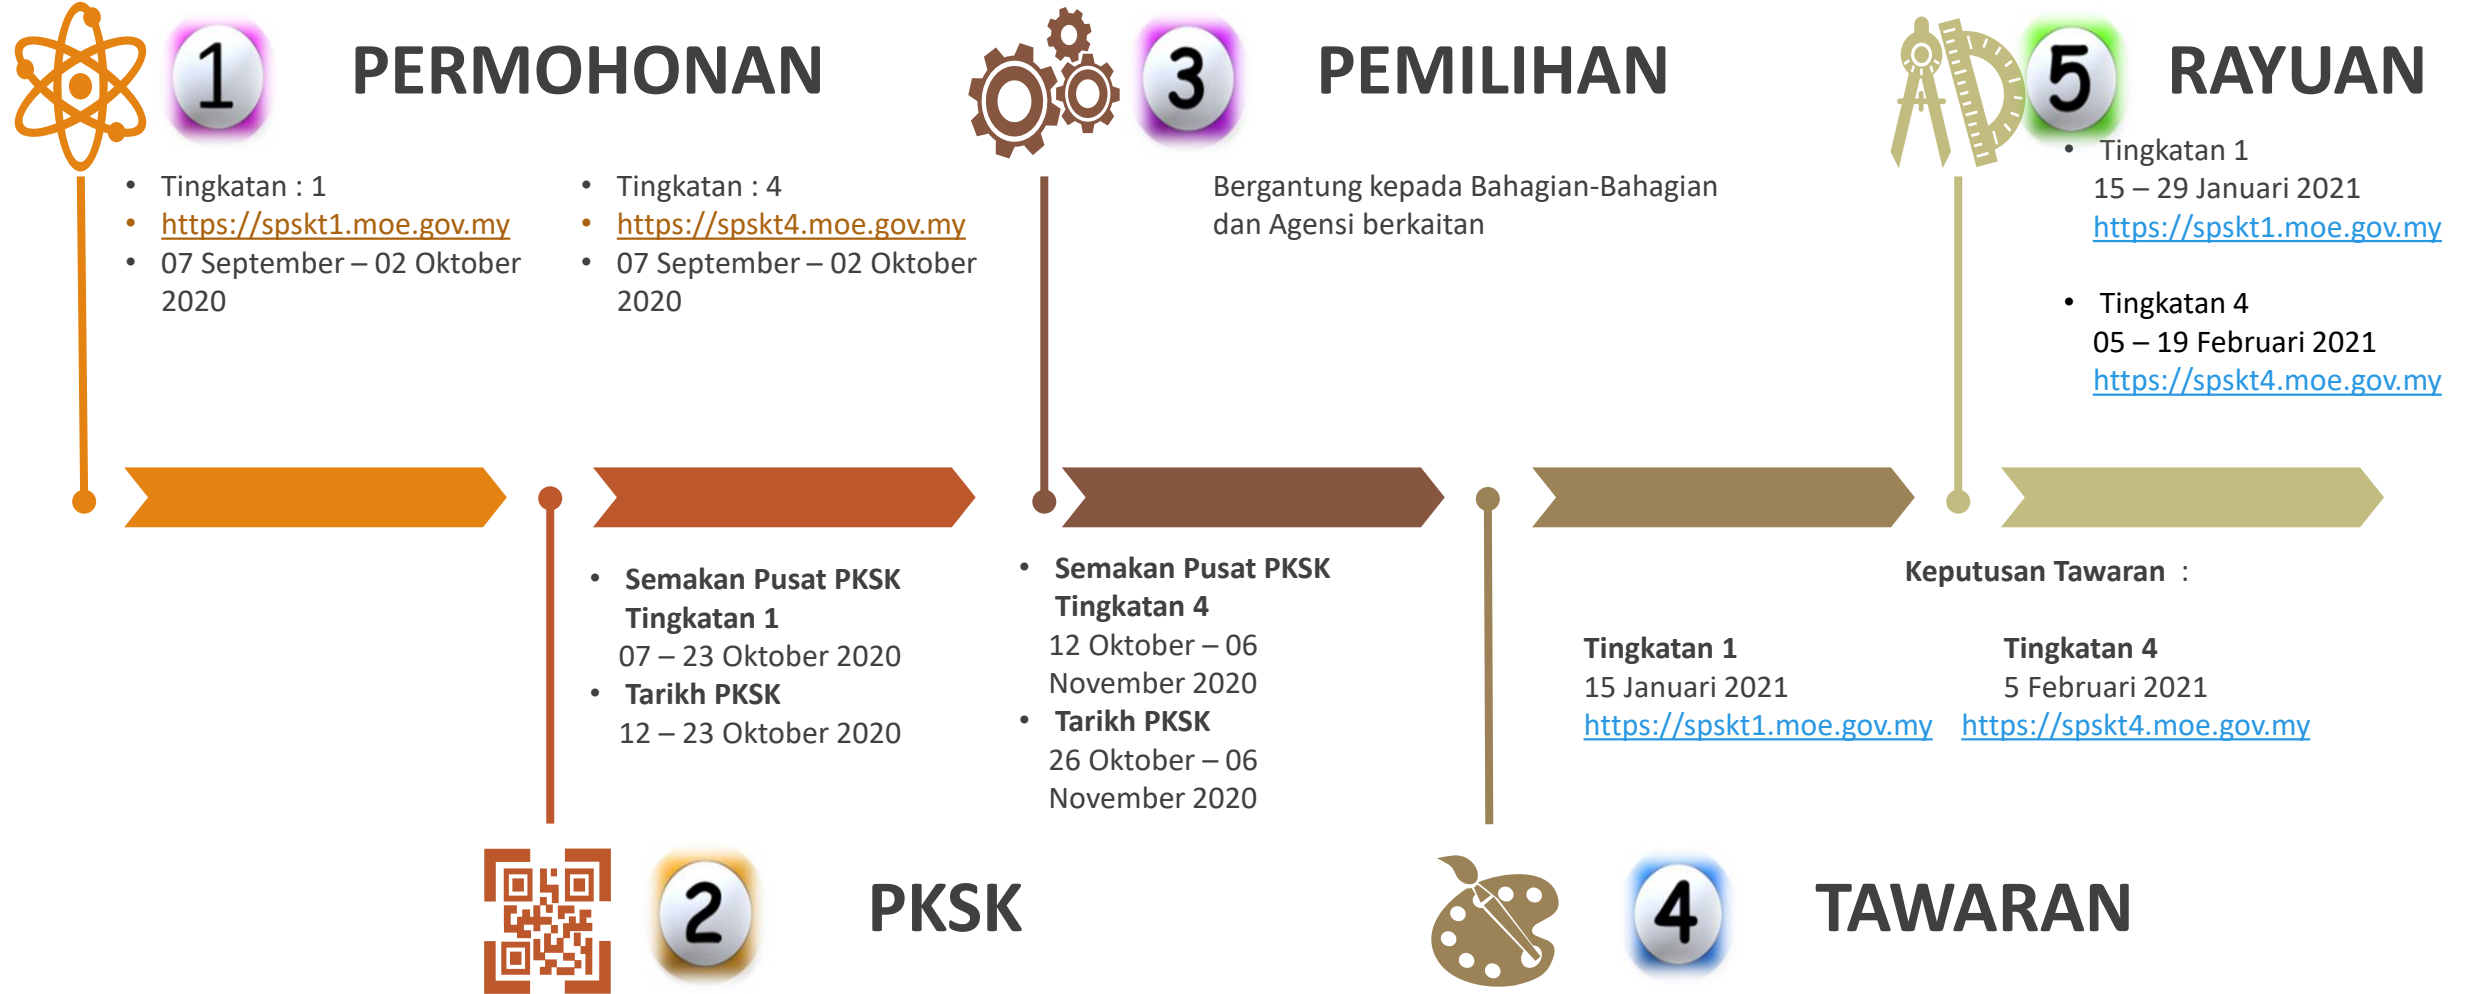 1
PERMOHONAN
• Tingkatan : 1
• https://spskt1.moe.gov.my
• 07 September – 02 Oktober
2020
• Tingkatan : 4
• https://spskt4.moe.gov.my
• 07 September – 02 Oktober
2020
3
PEMILIHAN
Bergantung kepada Bahagian-Bahagian
dan Agensi berkaitan
5
RAYUAN
• Tingkatan 1
15 – 29 Januari 2021
https://spskt1.moe.gov.my
• Tingkatan 4
05 – 19 Februari 2021
https://spskt4.moe.gov.my
• Semakan Pusat PKSK
Tingkatan 1
07 – 23 Oktober 2020
• Tarikh PKSK
12 – 23 Oktober 2020
• Semakan Pusat PKSK
Tingkatan 4
12 Oktober – 06
November 2020
• Tarikh PKSK
26 Oktober – 06
November 2020
2
PKSK
Keputusan Tawaran :
Tingkatan 1
15 Januari 2021
https://spskt1.moe.gov.my
Tingkatan 4
5 Februari 2021
https://spskt4.moe.gov.my
4
TAWARAN